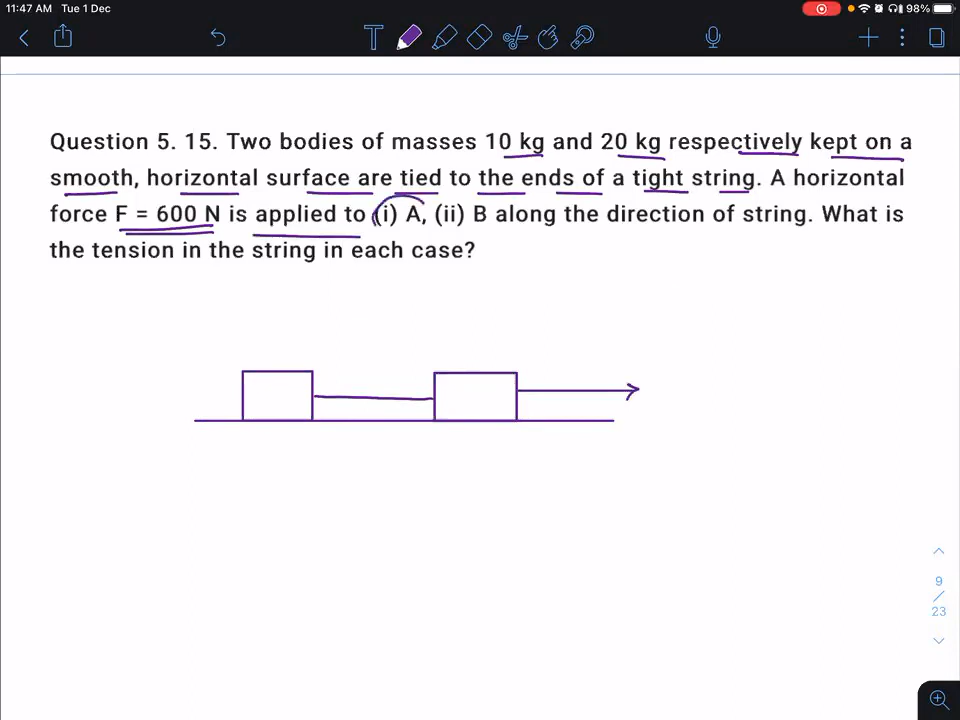 11:47 AM Tue 1 Dec
98%
Question 5. 15. Two bodies of masses 10 kg and 20 kg respectively kept on a
smooth, horizontal surface are tied to the ends of a tight string. A horizontal
force F = 600 N is applied to (i) A, (ii) B along the direction of string. What is
the tension in the string in each case?
9
/
23